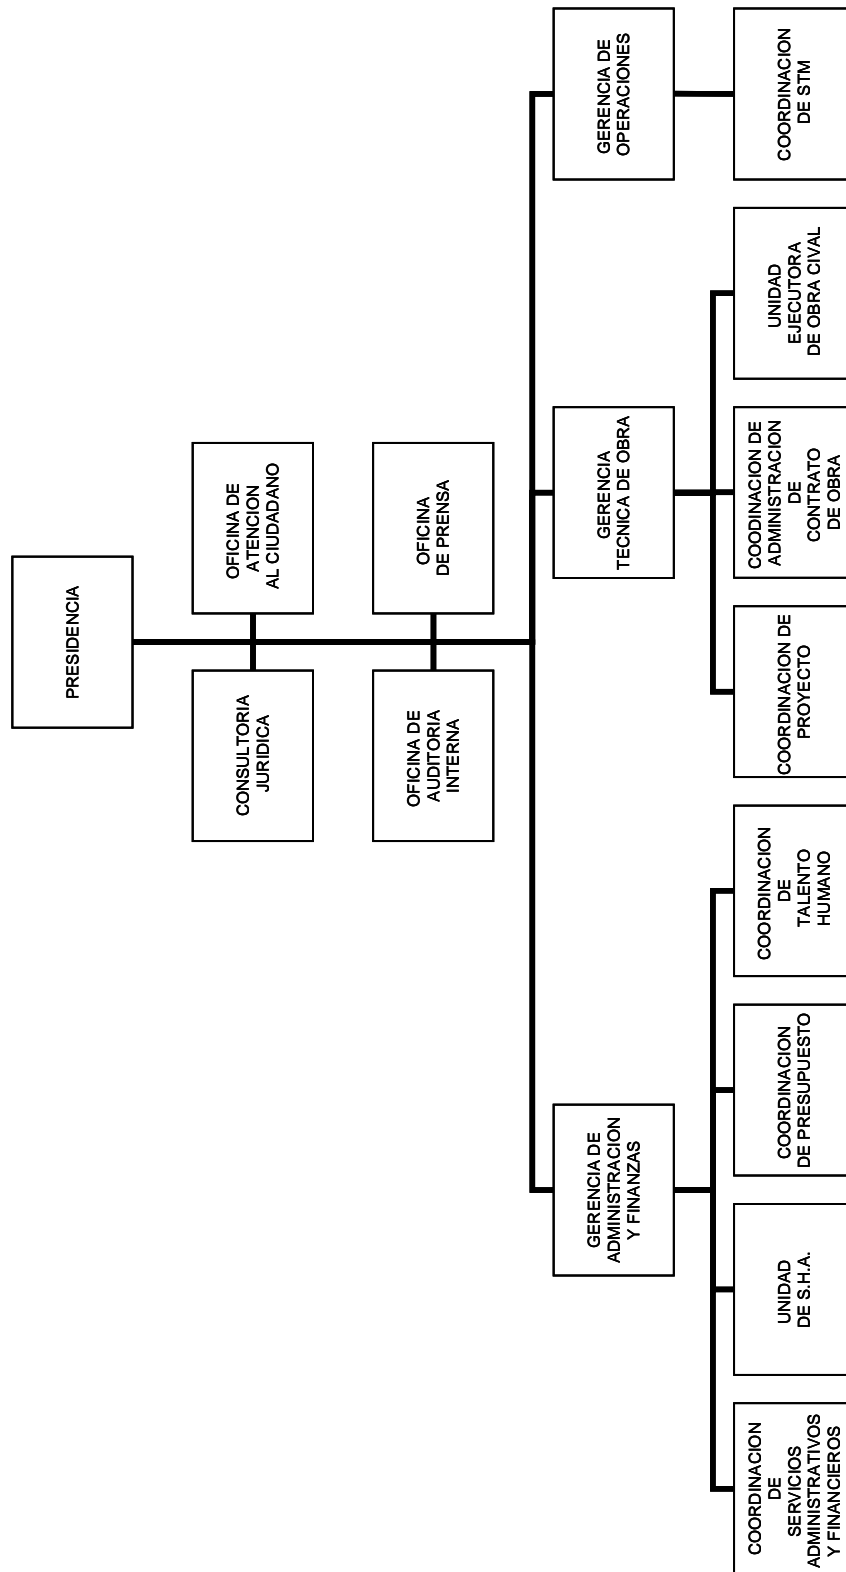 PRESIDENCIA
CONSULTORIA
JURIDICA
OFICINA DE
ATENCION
AL CIUDADANO
OFICINA DE
AUDITORIA
INTERNA
OFICINA
DE PRENSA
GERENCIA DE
ADMINISTRACION
Y FINANZAS
GERENCIA
TECNICA DE OBRA
GERENCIA DE
OPERACIONES
COORDINACION
DE
SERVICIOS
ADMINISTRATIVOS
Y FINANCIEROS
UNIDAD
DE S.H.A.
COORDINACION
DE PRESUPUESTO
COORDINACION
DE
TALENTO
HUMANO
COORDINACION DE
PROYECTO
COODINACION DE
ADMINISTRACION
DE
CONTRATO
DE OBRA
UNIDAD
EJECUTORA
DE OBRA CIVAL
COORDINACION
DE STM